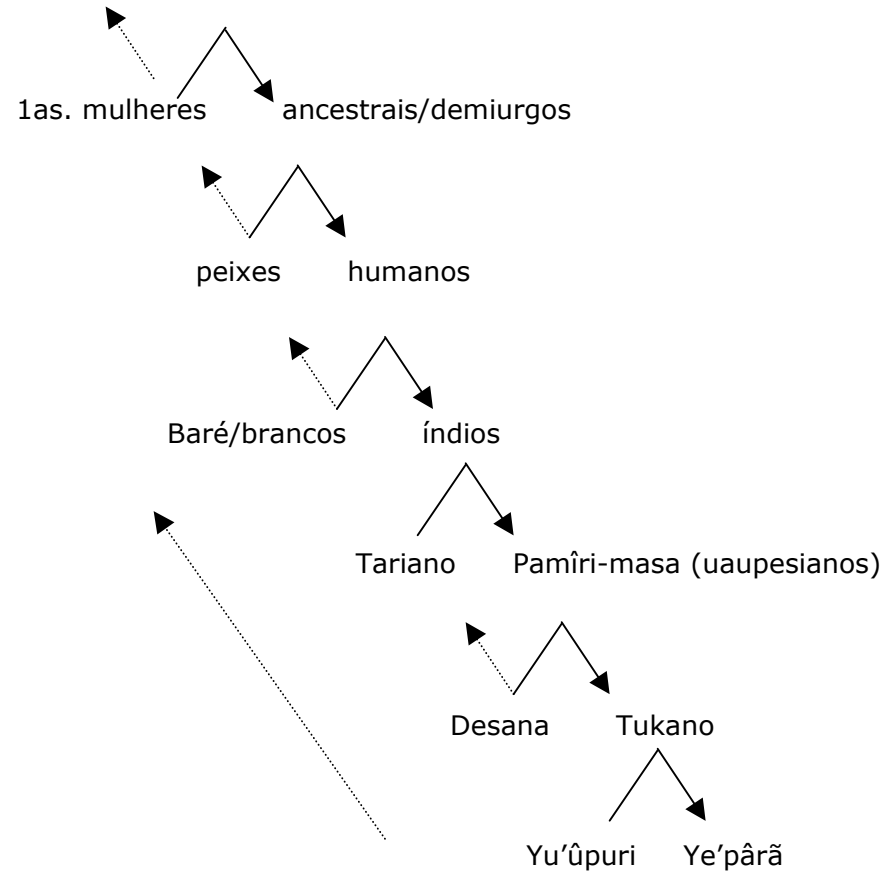 1as. mulheres ancestrais/demiurgos
peixes humanos
Baré/brancos índios
Tariano Pamîri-masa (uaupesianos)
Desana Tukano
Yu’ûpuri Ye’pârã